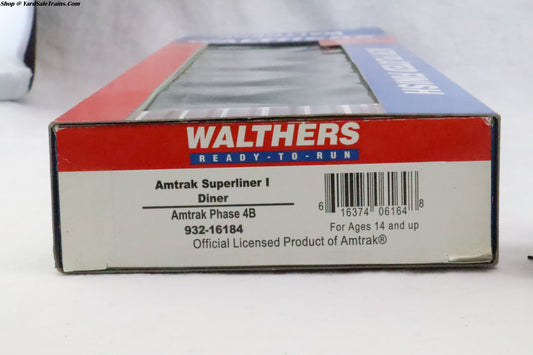 Shop @ YardSaleTrains.Com
WALTHERS
READY-TO-RUN
Amtrak Superliner I
Diner
Amtrak Phase 4B
932-16184
Official Licensed Product of Amtrak®
6 16374 06164 8
For Ages 14 and up